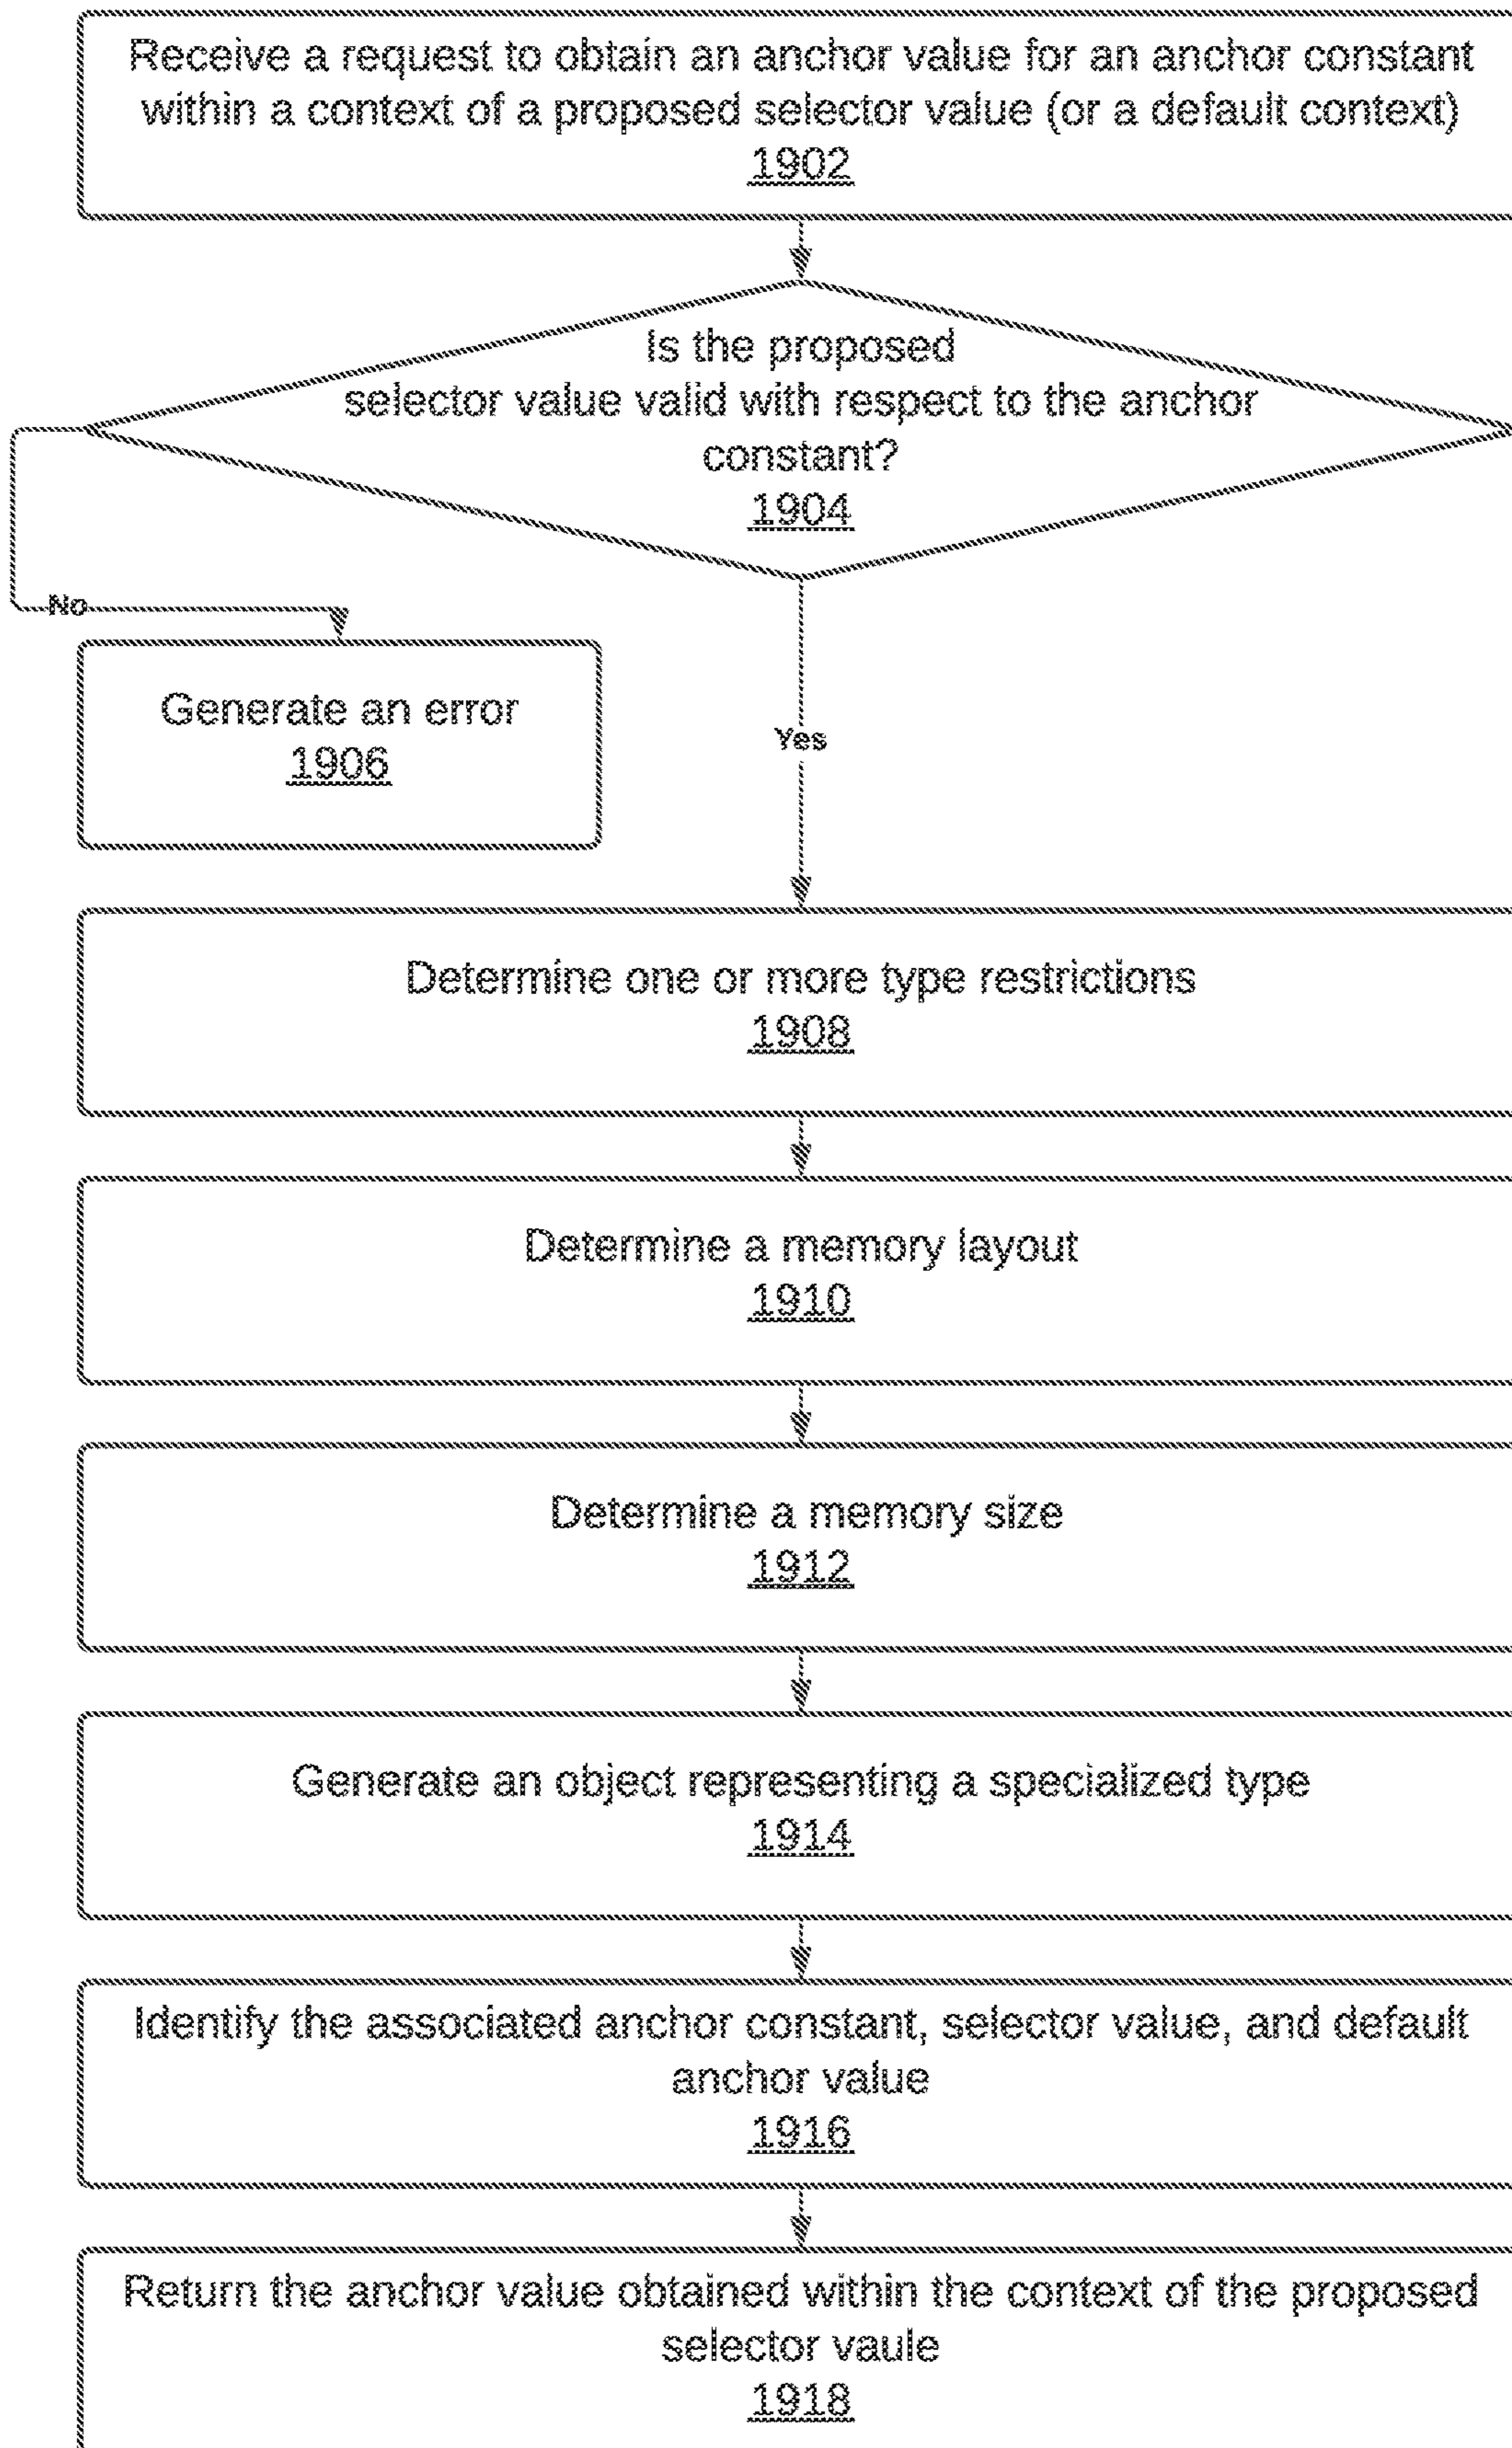 Receive a request to obtain an anchor value for an anchor constant
within a context of a proposed selector value (or a default context)
1902
Is the proposed
selector value valid with respect to the anchor
constant?
1904
No
Generate an error
1906
Yes
Determine one or more type restrictions
1908
Determine a memory layout
1910
Determine a memory size
1912
Generate an object representing a specialized type
1914
Identify the associated anchor constant, selector value, and default
anchor value
1916
Return the anchor value obtained within the context of the proposed
selector vaule
1918